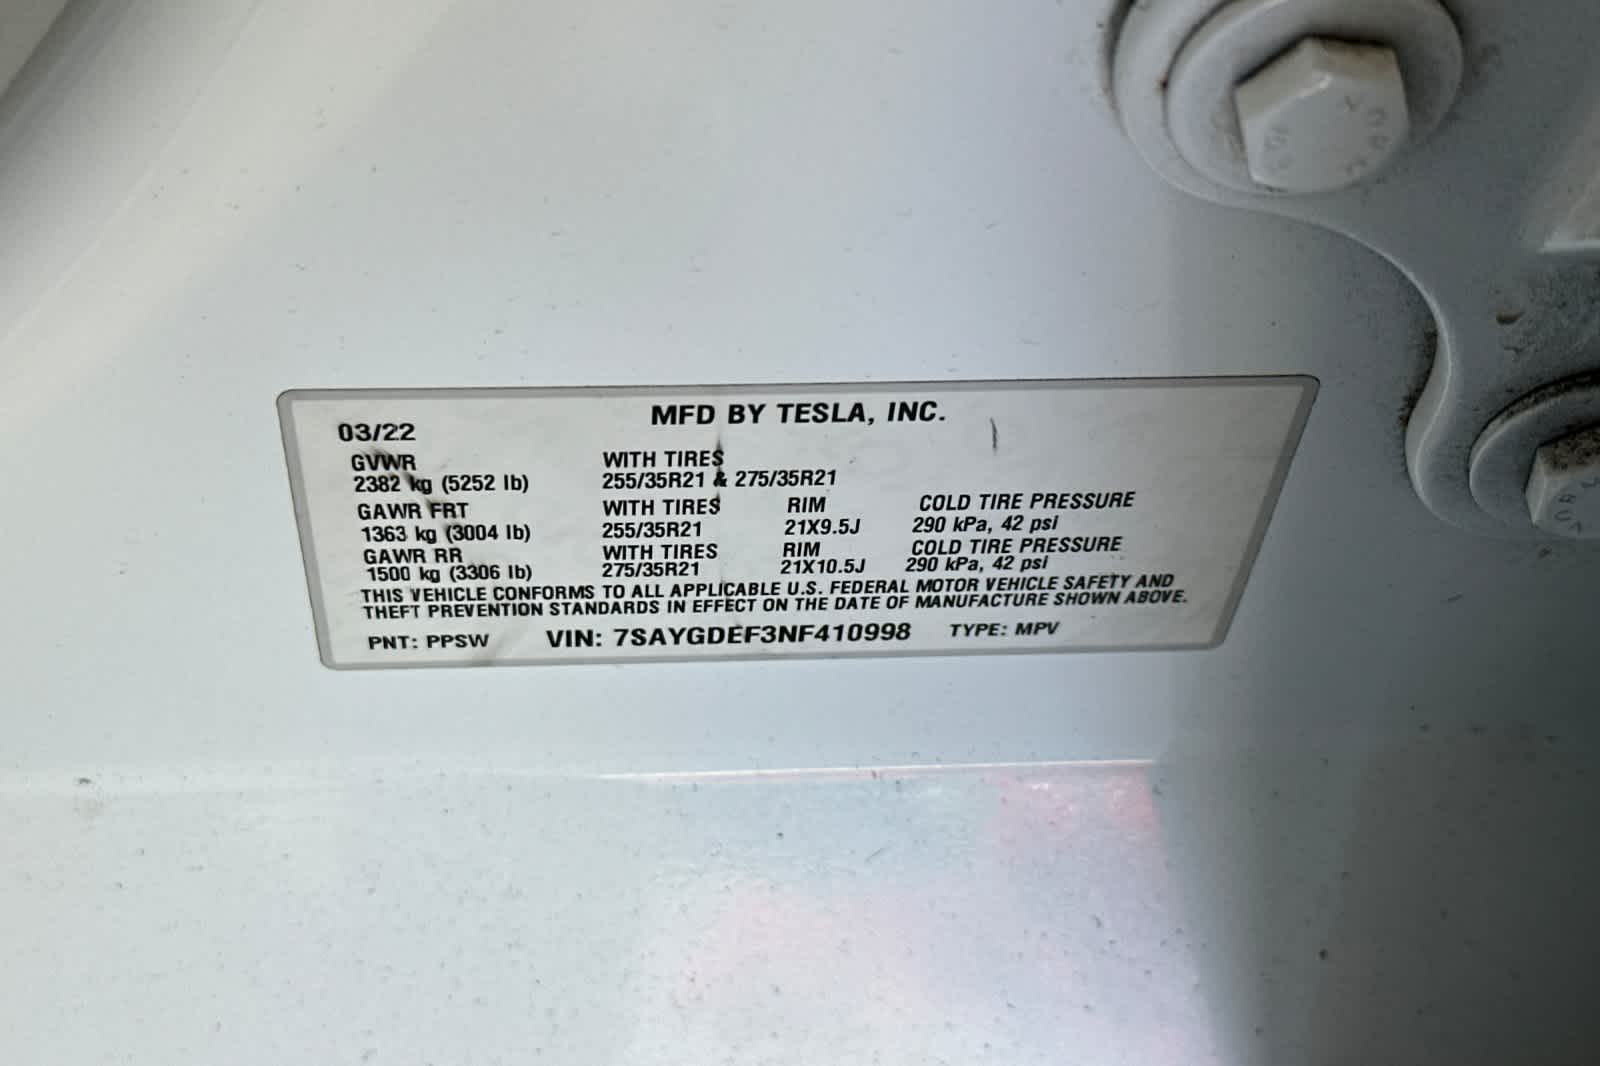 MFD BY TESLA, INC.
03/22
GVWR WITH TIRES
2382 kg (5252 lb) 255/35R21 & 275/35R21
GAWR FRT WITH TIRES RIM COLD TIRE PRESSURE
1363 kg (3004 lb) 255/35R21 21X9.5J 290 kPa, 42 psi
GAWR RR WITH TIRES RIM COLD TIRE PRESSURE
1500 kg (3306 lb) 275/35R21 21X10.5J 290 kPa, 42 psi
THIS VEHICLE CONFORMS TO ALL APPLICABLE U.S. FEDERAL MOTOR VEHICLE SAFETY AND
THEFT PREVENTION STANDARDS IN EFFECT ON THE DATE OF MANUFACTURE SHOWN ABOVE.
PNT: PPSW VIN: 7SAYGDEF3NF410998 TYPE: MPV